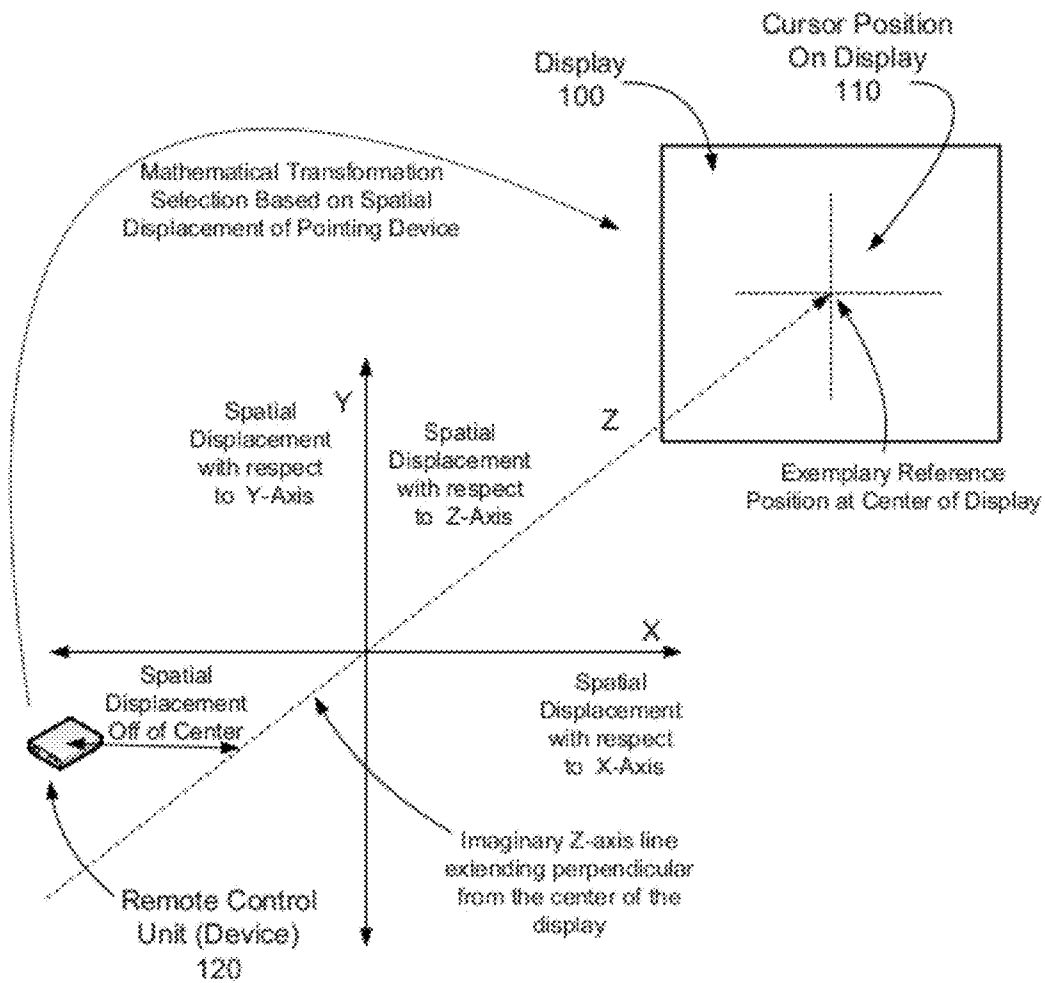 Cursor Position
On Display
110
Display
100
Mathematical Transformation
Selection Based on Spatial
Displacement of Pointing Device
Y
Spatial
Displacement
with respect
to Y-Axis
Spatial
Displacement
with respect
to Z-Axis
Z
Exemplary Reference
Position at Center of Display
X
Spatial
Displacement
Off of Center
Spatial
Displacement
with respect
to X-Axis
Imaginary Z-axis line
extending perpendicular
from the center of the
display
Remote Control
Unit (Device)
120